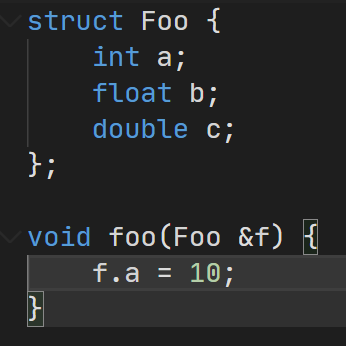 struct Foo {
    int a;
    float b;
    double c;
};

void foo(Foo &f) {
    f.a = 10;
}